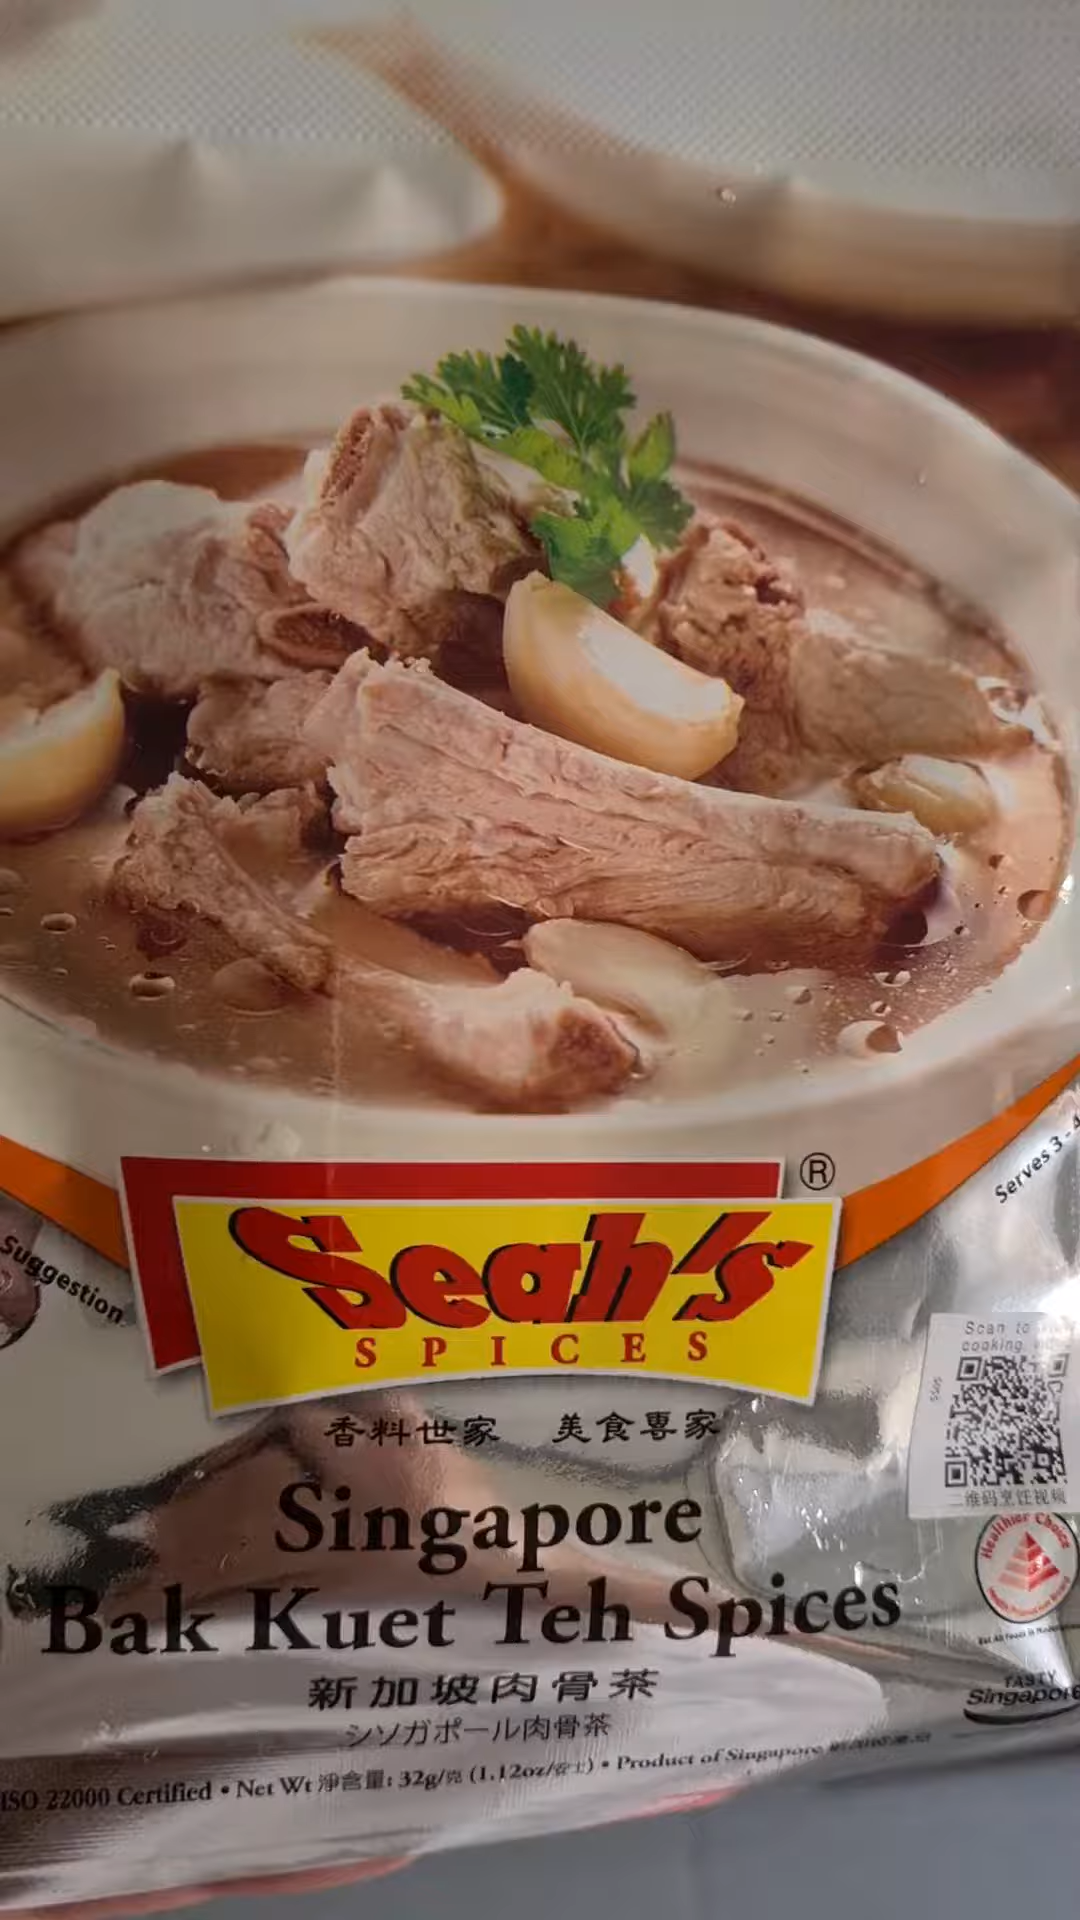 Serves 3 -
Suggestion
Seah's®
SPICES
香料世家 美食専家
Scan to
cooking
5505
二维码烹饪视频
Singapore
Bak Kuet Teh Spices
Healthier Choice
新加坡肉骨茶
TASTY
Singapore
シソガポール肉骨茶
ISO 22000 Certified • Net Wt 淨含量: 32g/克 (1.12oz/安士) • Product of Singapore